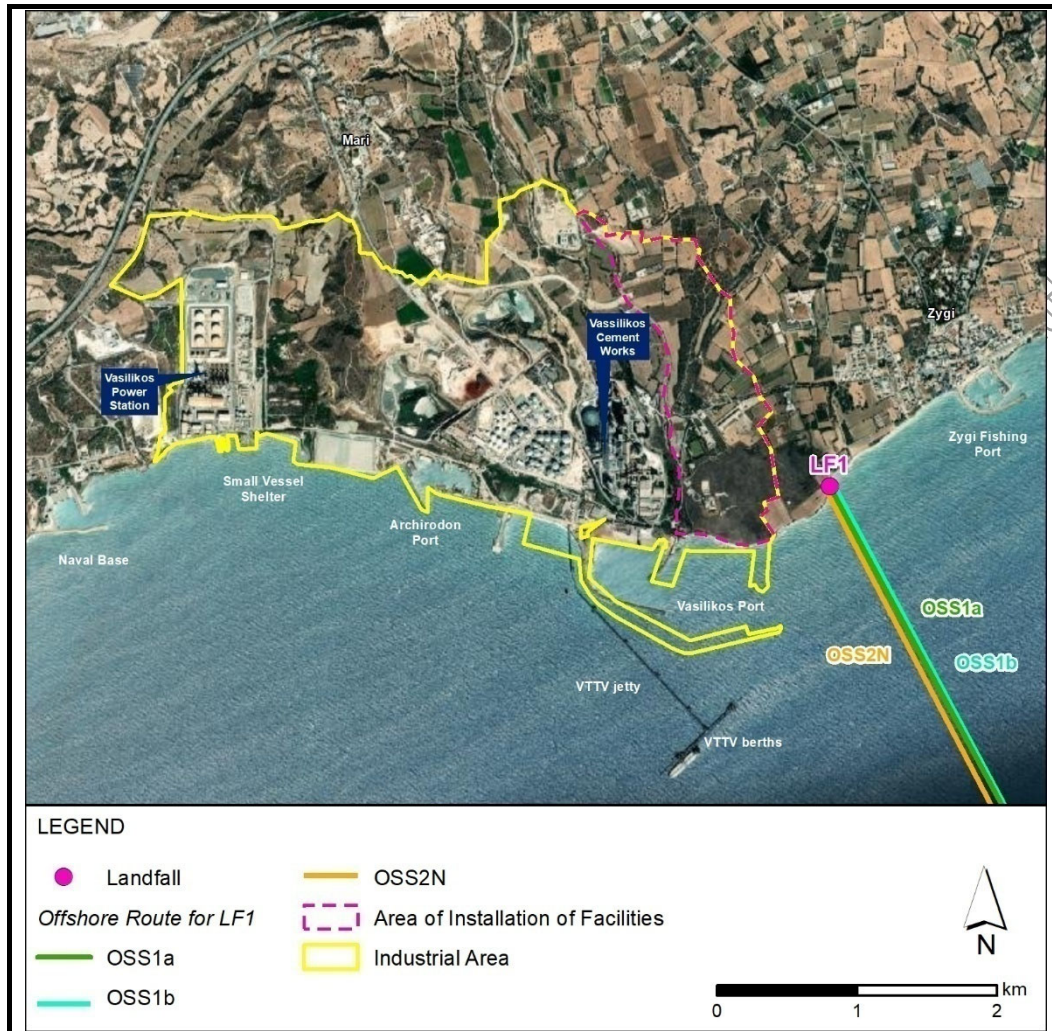 Mari
Zygi
Vassilikos
Cement
Works
Vasilikos
Power
Station
Zygi Fishing
Port
LF1
Small Vessel
Shelter
Archirodon
Port
Naval Base
Vasilikos Port
OSS1a
OSS2N
OSS1b
VTTV jetty
VTTV berths
LEGEND
Landfall
Offshore Route for LF1
OSS1a
OSS1b
OSS2N
Area of Installation of Facilities
Industrial Area
N
km
0 1 2